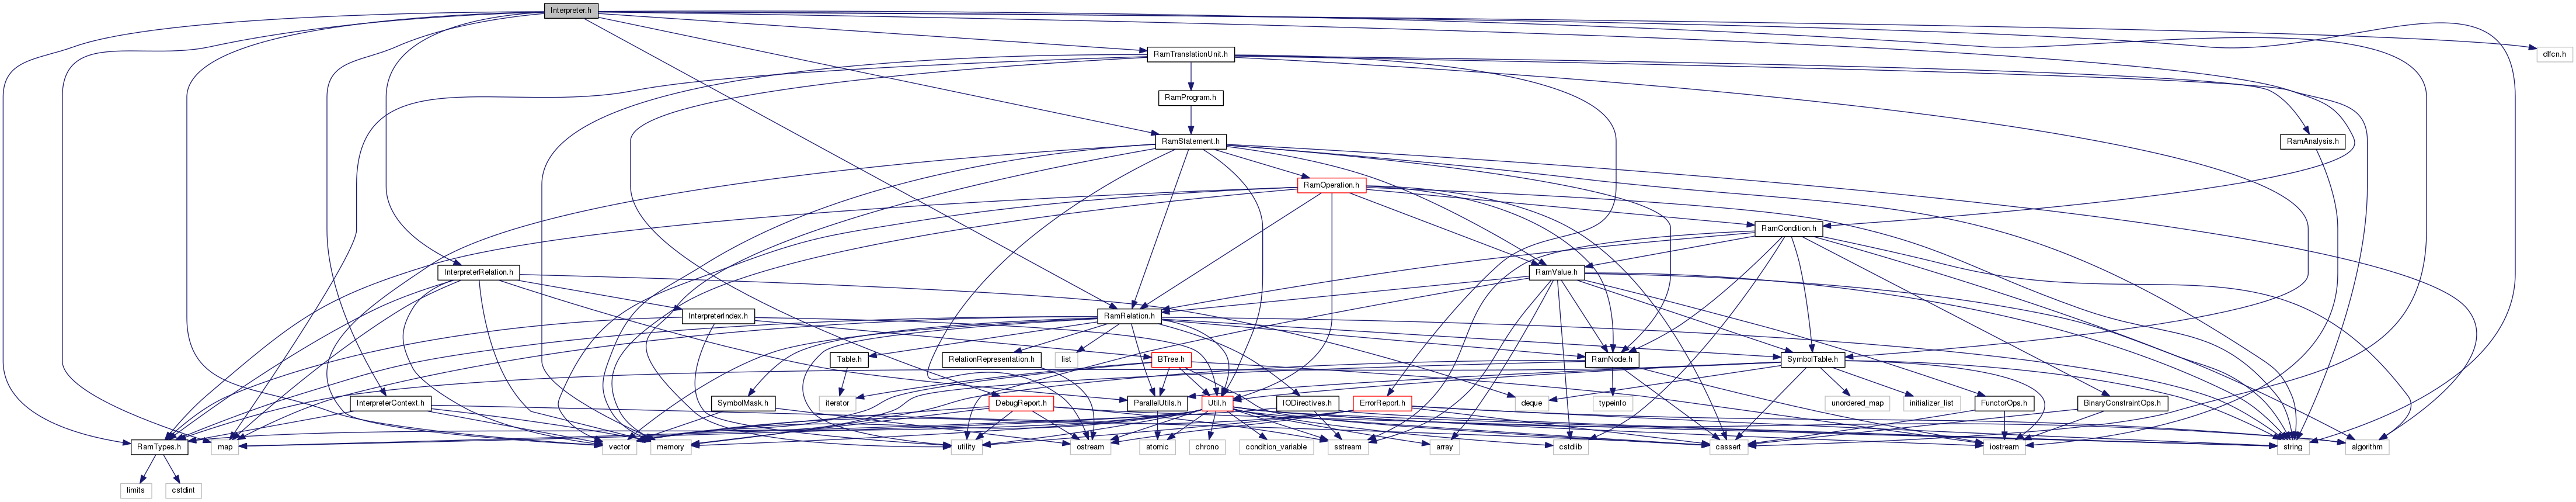 Interpreter.h
dlfcn.h
RamTranslationUnit.h
RamProgram.h
RamStatement.h
RamAnalysis.h
RamOperation.h
RamCondition.h
InterpreterRelation.h
RamValue.h
InterpreterIndex.h
RamRelation.h
Table.h
RelationRepresentation.h
list
BTree.h
RamNode.h
SymbolTable.h
InterpreterContext.h
SymbolMask.h
iterator
DebugReport.h
ParallelUtils.h
Util.h
IODirectives.h
ErrorReport.h
deque
typeinfo
unordered_map
initializer_list
FunctorOps.h
BinaryConstraintOps.h
RamTypes.h
map
vector
memory
utility
ostream
atomic
chrono
condition_variable
sstream
array
cstdlib
cassert
iostream
string
algorithm
limits
cstdint